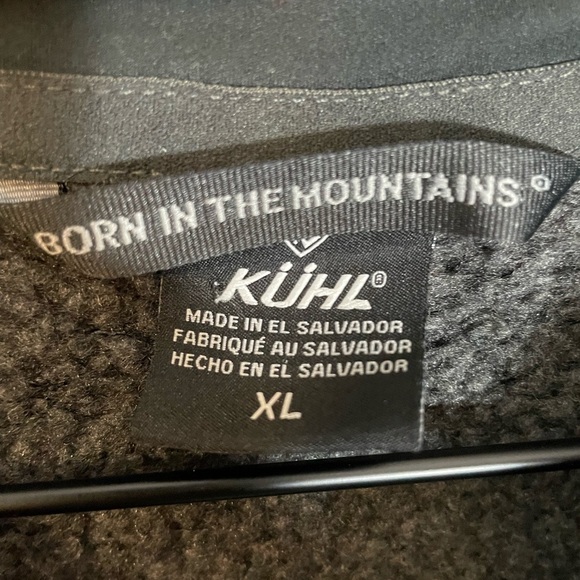 BORN IN THE MOUNTAINS®
KÜHL®
MADE IN EL SALVADOR
FABRIQUÉ AU SALVADOR
HECHO EN EL SALVADOR
XL